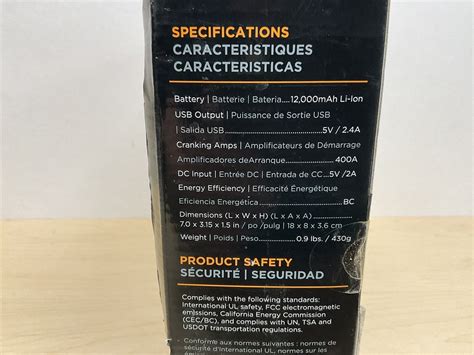 SPECIFICATIONS
CARACTERISTIQUES
CARACTERISTICAS
Battery | Batterie | Bateria....12,000mAh Li-Ion
USB Output | Puissance de Sortie USB
| Salida USB................................5V / 2.4A
Cranking Amps | Amplificateurs de Démarrage
Amplificadores deArranque..................400A
DC Input | Entrée DC | Entrada de CC....5V /2A
Energy Efficiency | Efficacité Energétique
Eficiencia Energética.............................BC
Dimensions (L x W x H) (L x A x A)
7.0 x 3.15 x 1.5 in / po /pulg | 18 x 8 x 3.6 cm
Weight | Poids | Peso..............0.9 lbs. / 430g
PRODUCT SAFETY
SÉCURITÉ | SEGURIDAD
Complies with the following standards:
International UL safety, FCC electromagnetic
emissions, California Energy Commission
(CEC/BC), and complies with UN, TSA and
USDOT transportation regulations.
Conforme aux normes suivantes : normes de
sécurité d'International UL, normes